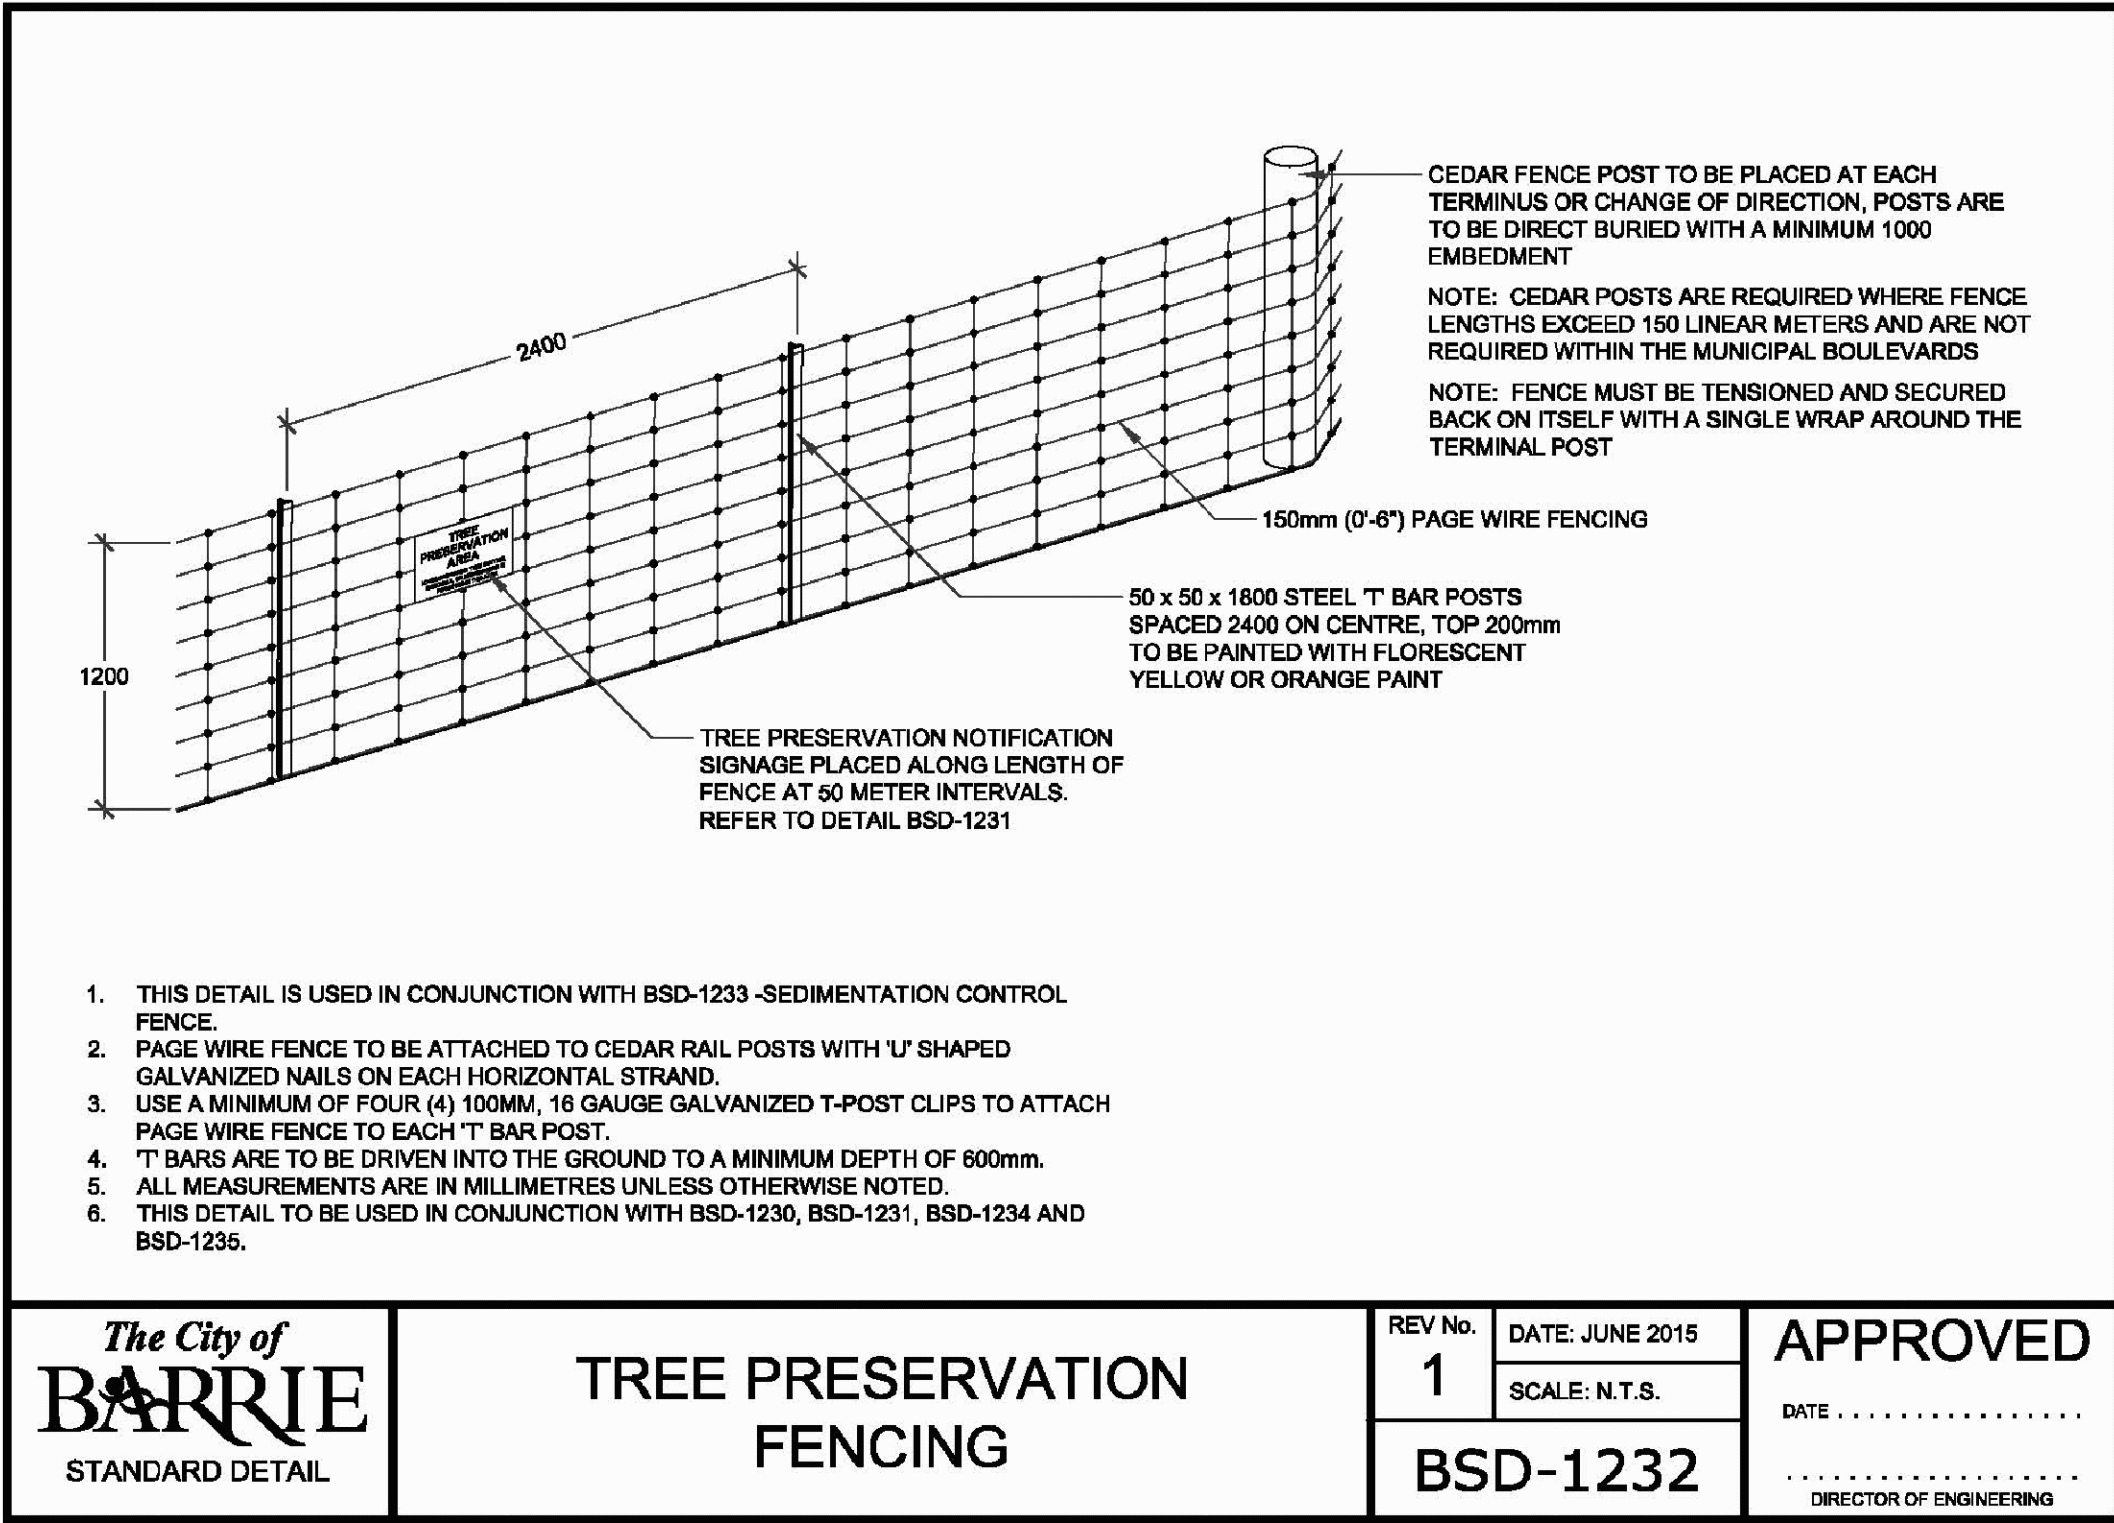 CEDAR FENCE POST TO BE PLACED AT EACH
TERMINUS OR CHANGE OF DIRECTION, POSTS ARE
TO BE DIRECT BURIED WITH A MINIMUM 1000
EMBEDMENT
NOTE: CEDAR POSTS ARE REQUIRED WHERE FENCE
LENGTHS EXCEED 150 LINEAR METERS AND ARE NOT
REQUIRED WITHIN THE MUNICIPAL BOULEVARDS
NOTE: FENCE MUST BE TENSIONED AND SECURED
BACK ON ITSELF WITH A SINGLE WRAP AROUND THE
TERMINAL POST
2400
150mm (0'-6") PAGE WIRE FENCING
TREE
PRESERVATION
AREA
50 x 50 x 1800 STEEL 'T' BAR POSTS
SPACED 2400 ON CENTRE, TOP 200mm
TO BE PAINTED WITH FLORESCENT
YELLOW OR ORANGE PAINT
1200
TREE PRESERVATION NOTIFICATION
SIGNAGE PLACED ALONG LENGTH OF
FENCE AT 50 METER INTERVALS.
REFER TO DETAIL BSD-1231
1. THIS DETAIL IS USED IN CONJUNCTION WITH BSD-1233 -SEDIMENTATION CONTROL
FENCE.
2. PAGE WIRE FENCE TO BE ATTACHED TO CEDAR RAIL POSTS WITH 'U' SHAPED
GALVANIZED NAILS ON EACH HORIZONTAL STRAND.
3. USE A MINIMUM OF FOUR (4) 100MM, 16 GAUGE GALVANIZED T-POST CLIPS TO ATTACH
PAGE WIRE FENCE TO EACH 'T' BAR POST.
4. 'T' BARS ARE TO BE DRIVEN INTO THE GROUND TO A MINIMUM DEPTH OF 600mm.
5. ALL MEASUREMENTS ARE IN MILLIMETRES UNLESS OTHERWISE NOTED.
6. THIS DETAIL TO BE USED IN CONJUNCTION WITH BSD-1230, BSD-1231, BSD-1234 AND
BSD-1235.
The City of
BARRIE
STANDARD DETAIL
TREE PRESERVATION
FENCING
REV No.
1
DATE: JUNE 2015
SCALE: N.T.S.
BSD-1232
APPROVED
DATE . . . . . . . . . . . . . . . .
. . . . . . . . . . . . . . . . . . .
DIRECTOR OF ENGINEERING